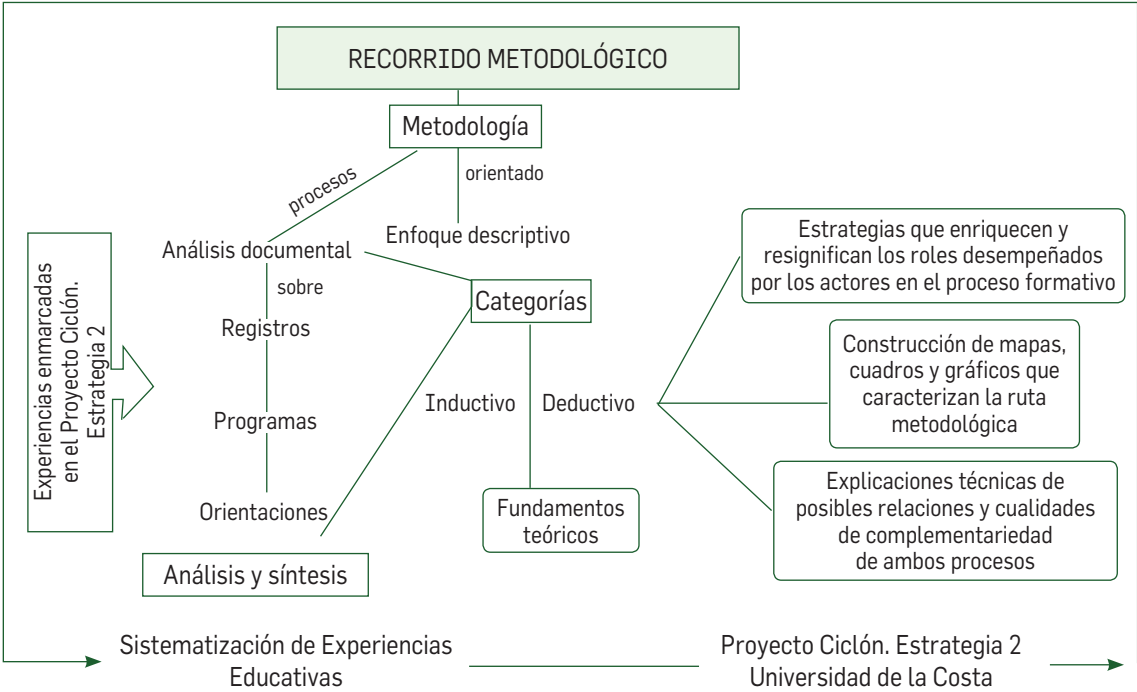 RECORRIDO METODOLÓGICO
Metodología
procesos
orientado
Análisis documental
Enfoque descriptivo
sobre
Registros
Programas
Orientaciones
Categorías
Inductivo
Deductivo
Fundamentos
teóricos
Análisis y síntesis
Experiencias enmarcadas
en el Proyecto Ciclón.
Estrategia 2
Estrategias que enriquecen y
resignifican los roles desempeñados
por los actores en el proceso formativo
Construcción de mapas,
cuadros y gráficos que
caracterizan la ruta
metodológica
Explicaciones técnicas de
posibles relaciones y cualidades
de complementariedad
de ambos procesos
Sistematización de Experiencias
Educativas
Proyecto Ciclón. Estrategia 2
Universidad de la Costa